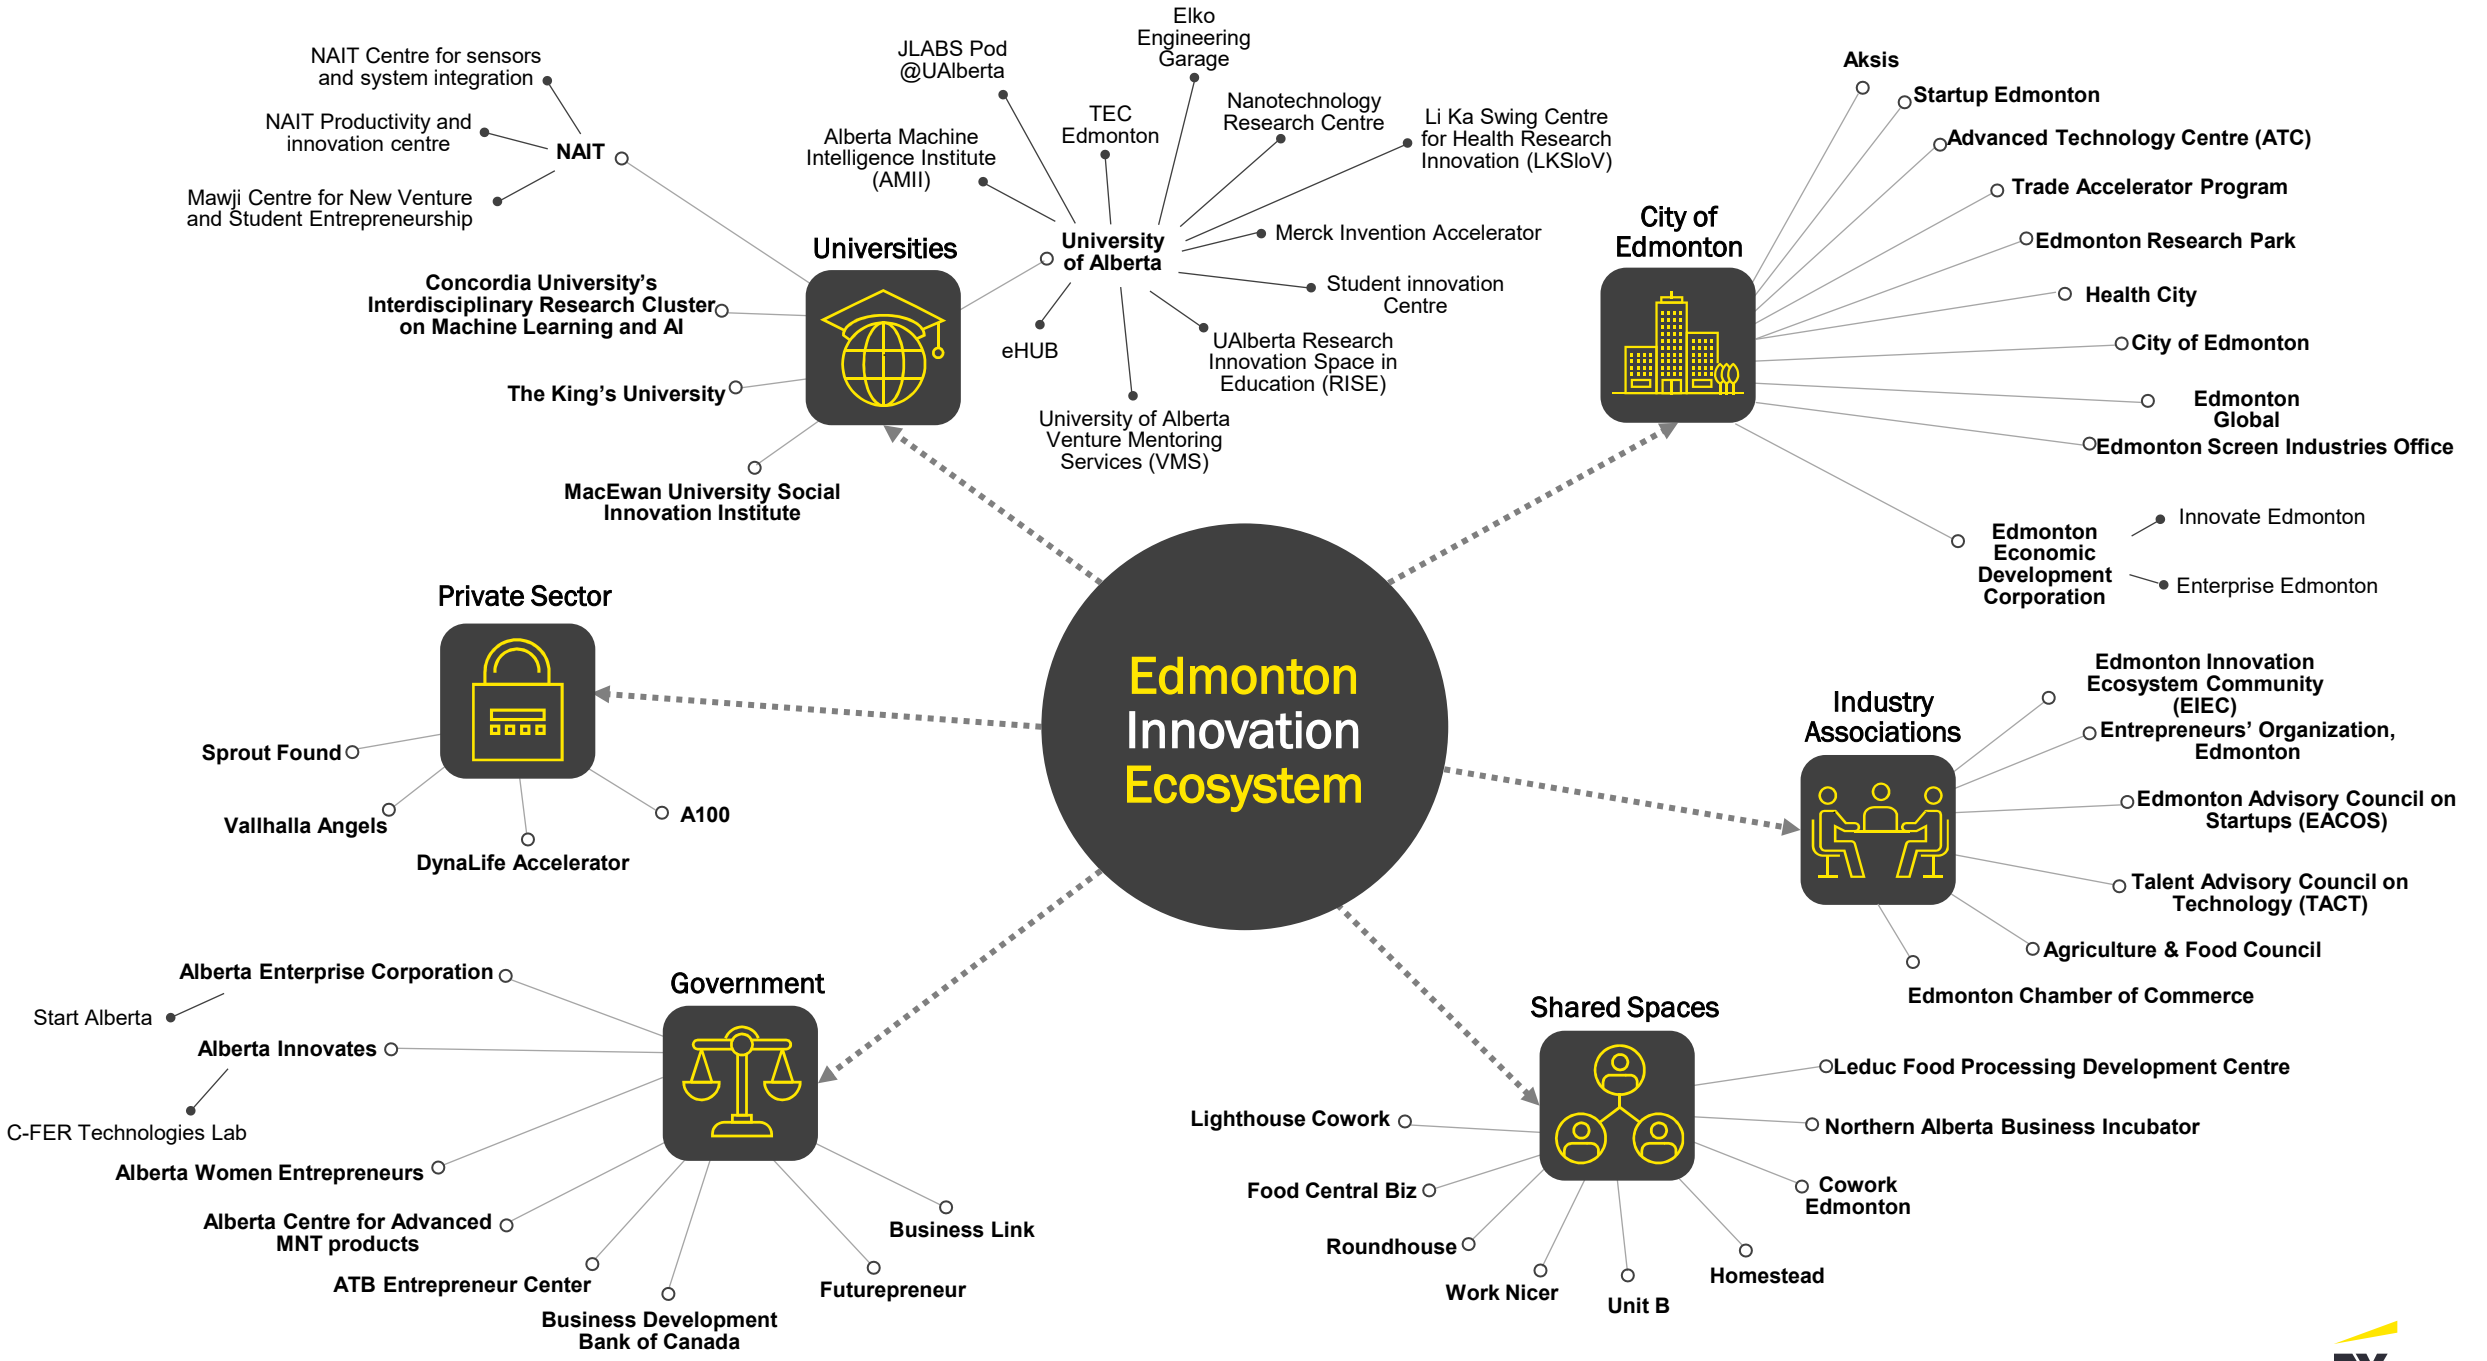 NAIT Centre for sensors
and system integration
NAIT Productivity and
innovation centre
NAIT
Mawji Centre for New Venture
and Student Entrepreneurship
JLABS Pod
@UAlberta
Elko
Engineering
Garage
TEC
Edmonton
Nanotechnology
Research Centre
Alberta Machine
Intelligence Institute
(AMII)
Li Ka Swing Centre
for Health Research
Innovation (LKSIoV)
University
of Alberta
Merck Invention Accelerator
Student innovation
Centre
eHUB
UAlberta Research
Innovation Space in
Education (RISE)
University of Alberta
Venture Mentoring
Services (VMS)
Universities
Concordia University's
Interdisciplinary Research Cluster
on Machine Learning and AI
The King's University
MacEwan University Social
Innovation Institute
City of
Edmonton
Aksis
Startup Edmonton
Advanced Technology Centre (ATC)
Trade Accelerator Program
Edmonton Research Park
Health City
City of Edmonton
Edmonton
Global
Edmonton Screen Industries Office
Edmonton
Economic
Development
Corporation
Innovate Edmonton
Enterprise Edmonton
Private Sector
Sprout Found
Vallhalla Angels
DynaLife Accelerator
A100
Edmonton
Innovation
Ecosystem
Industry
Associations
Edmonton Innovation
Ecosystem Community
(EIEC)
Entrepreneurs' Organization,
Edmonton
Edmonton Advisory Council on
Startups (EACOS)
Talent Advisory Council on
Technology (TACT)
Agriculture & Food Council
Edmonton Chamber of Commerce
Government
Alberta Enterprise Corporation
Start Alberta
Alberta Innovates
C-FER Technologies Lab
Alberta Women Entrepreneurs
Alberta Centre for Advanced
MNT products
ATB Entrepreneur Center
Business Development
Bank of Canada
Futurepreneur
Business Link
Shared Spaces
Lighthouse Cowork
Food Central Biz
Roundhouse
Work Nicer
Unit B
Homestead
Cowork
Edmonton
Northern Alberta Business Incubator
Leduc Food Processing Development Centre